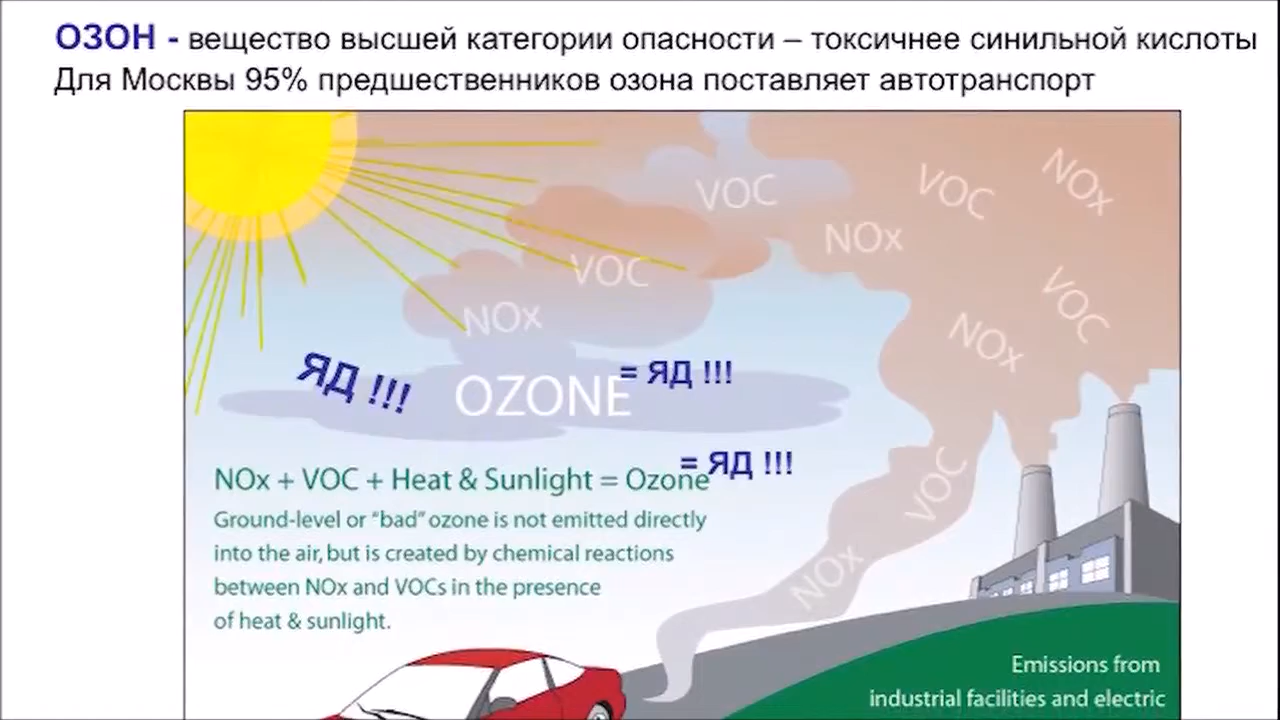 ОЗОН - вещество высшей категории опасности – токсичнее синильной кислоты
Для Москвы 95% предшественников озона поставляет автотранспорт
VOC
VOC
NOx
NOx
VOC
VOC
NOx
NOx
ЯД !!!
OZONE
= ЯД !!!
= ЯД !!!
VOC
NOx
NOx + VOC + Heat & Sunlight = Ozone
Ground-level or “bad” ozone is not emitted directly
into the air, but is created by chemical reactions
between NOx and VOCs in the presence
of heat & sunlight.
Emissions from
industrial facilities and electric